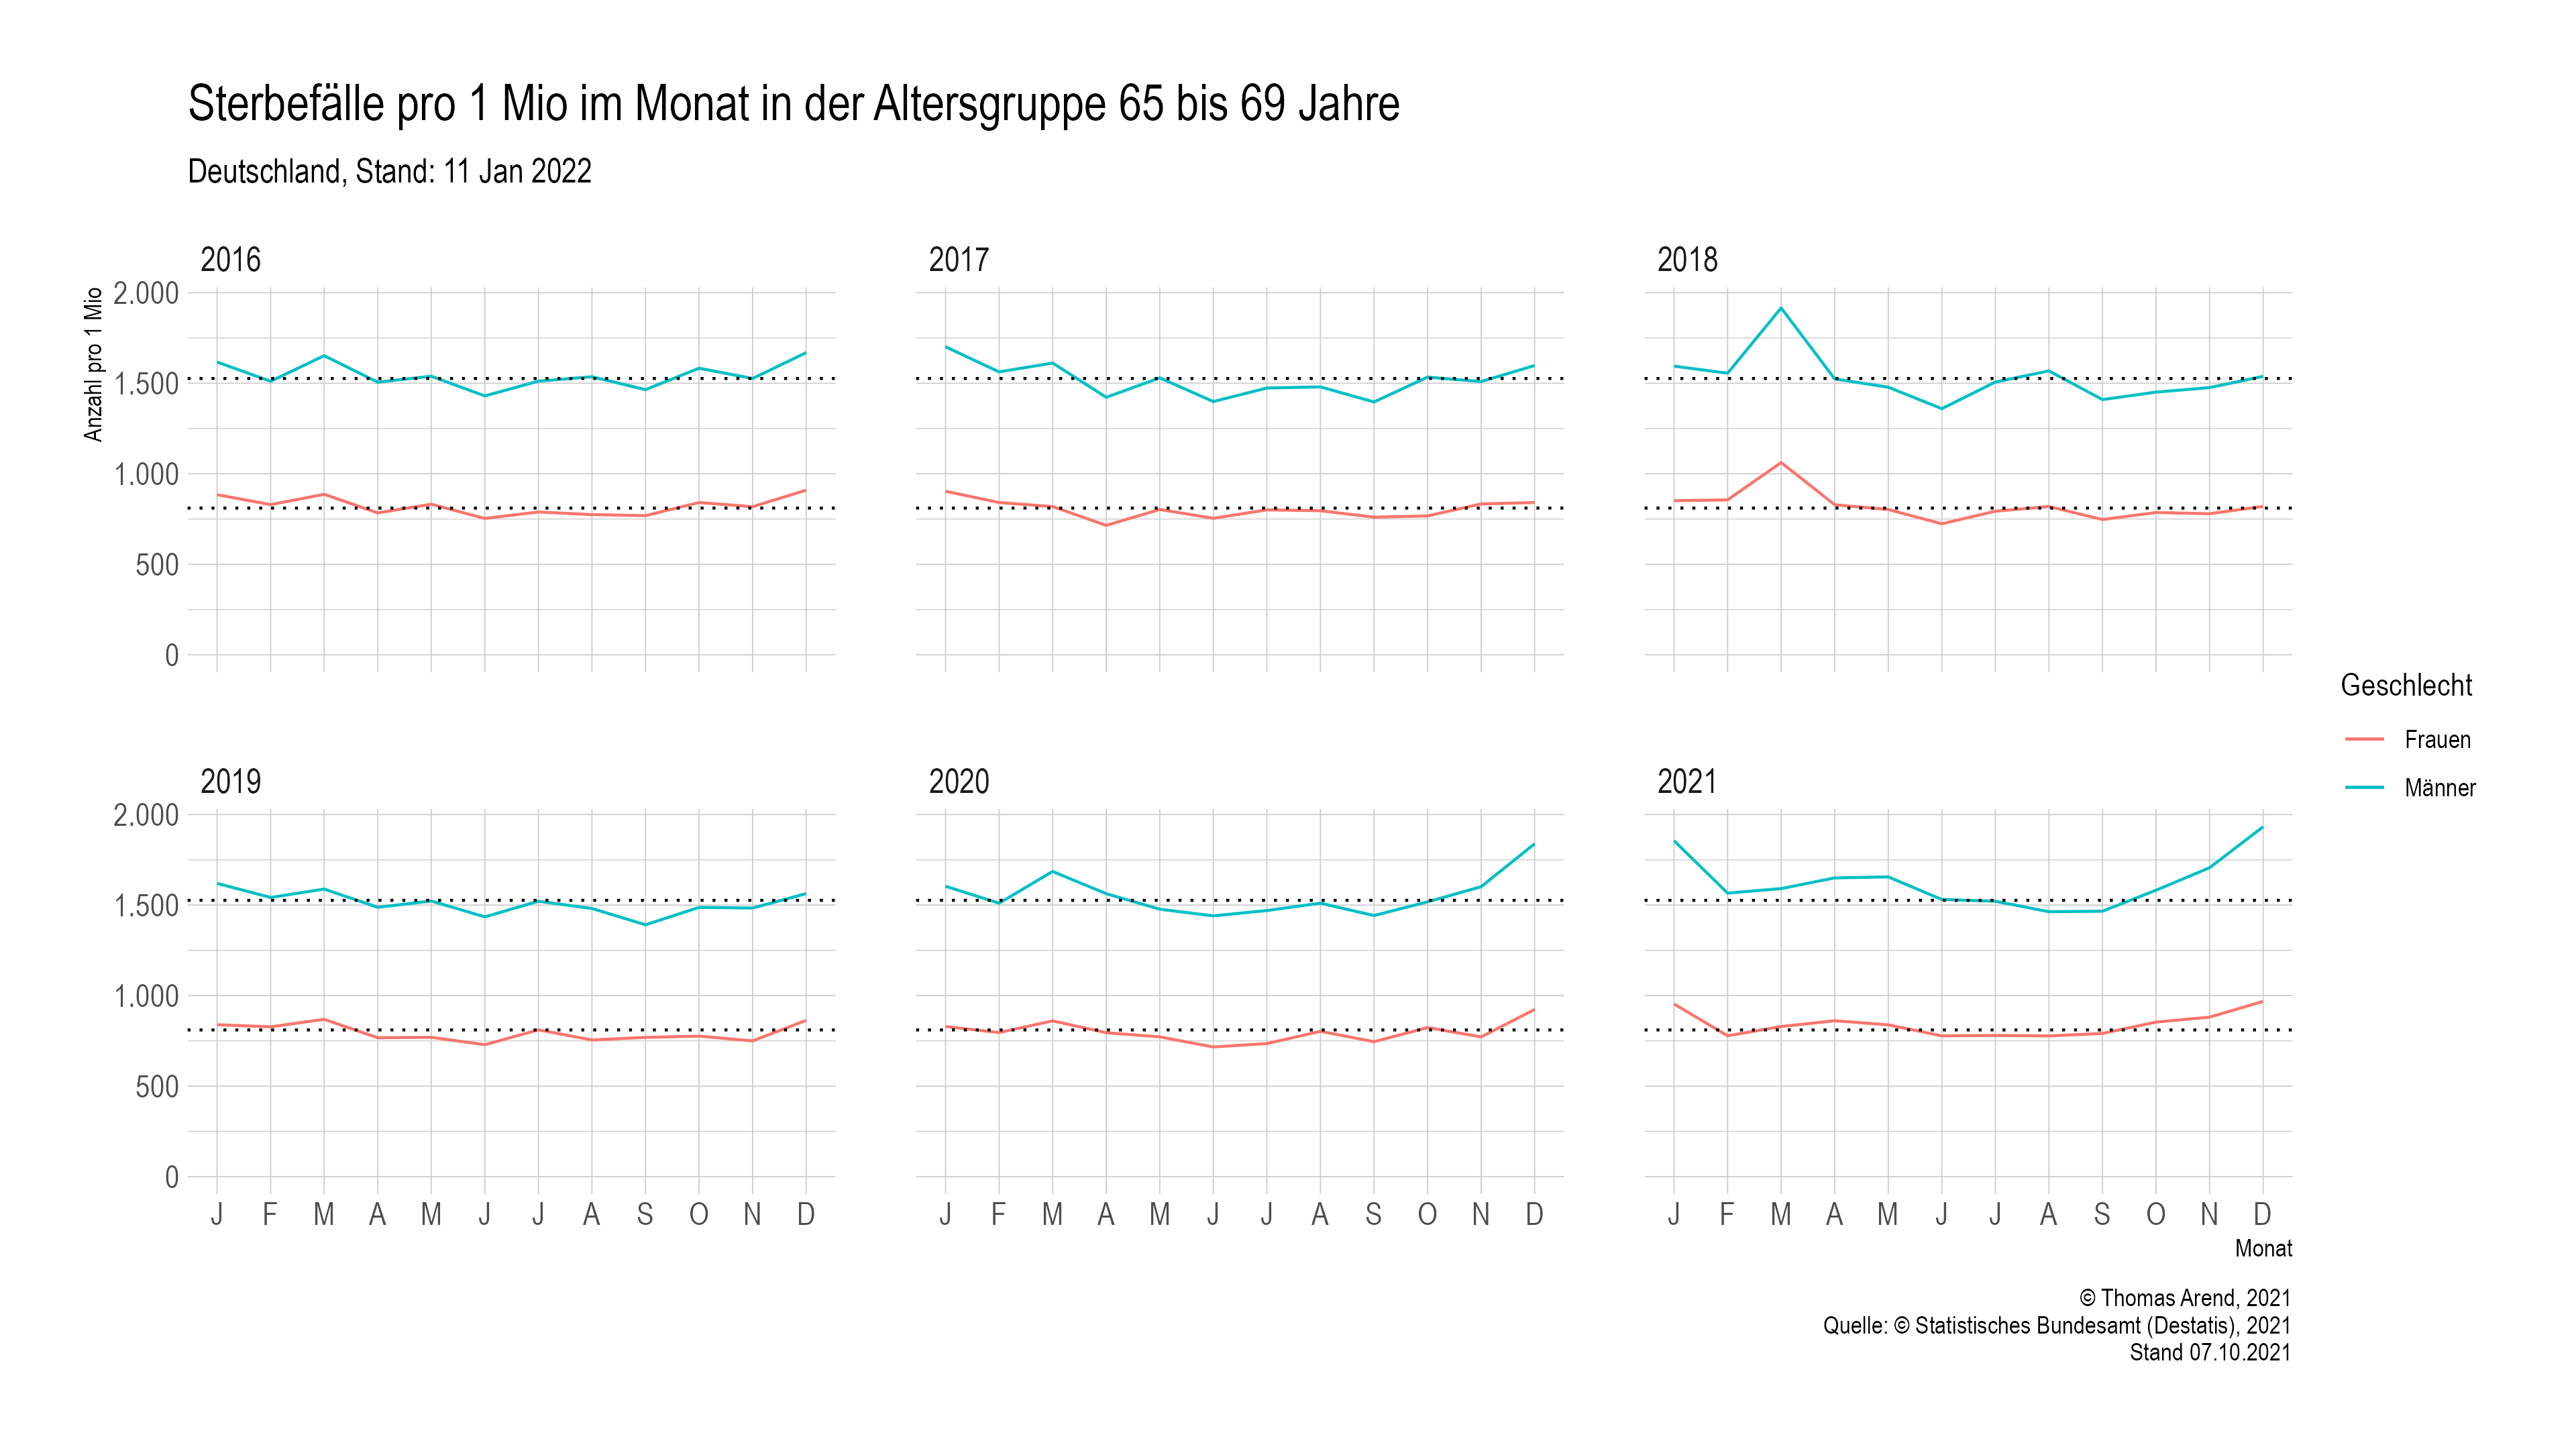 Sterbefälle pro 1 Mio im Monat in der Altersgruppe 65 bis 69 Jahre
Deutschland, Stand: 11 Jan 2022
2016
2017
2018
Anzahl pro 1 Mio
2.000
1.500
1.000
500
0
Geschlecht
Frauen
Männer
2019
2020
2021
2.000
1.500
1.000
500
0
J F M A M J J A S O N D
J F M A M J J A S O N D
J F M A M J J A S O N D
Monat
© Thomas Arend, 2021
Quelle: © Statistisches Bundesamt (Destatis), 2021
Stand 07.10.2021